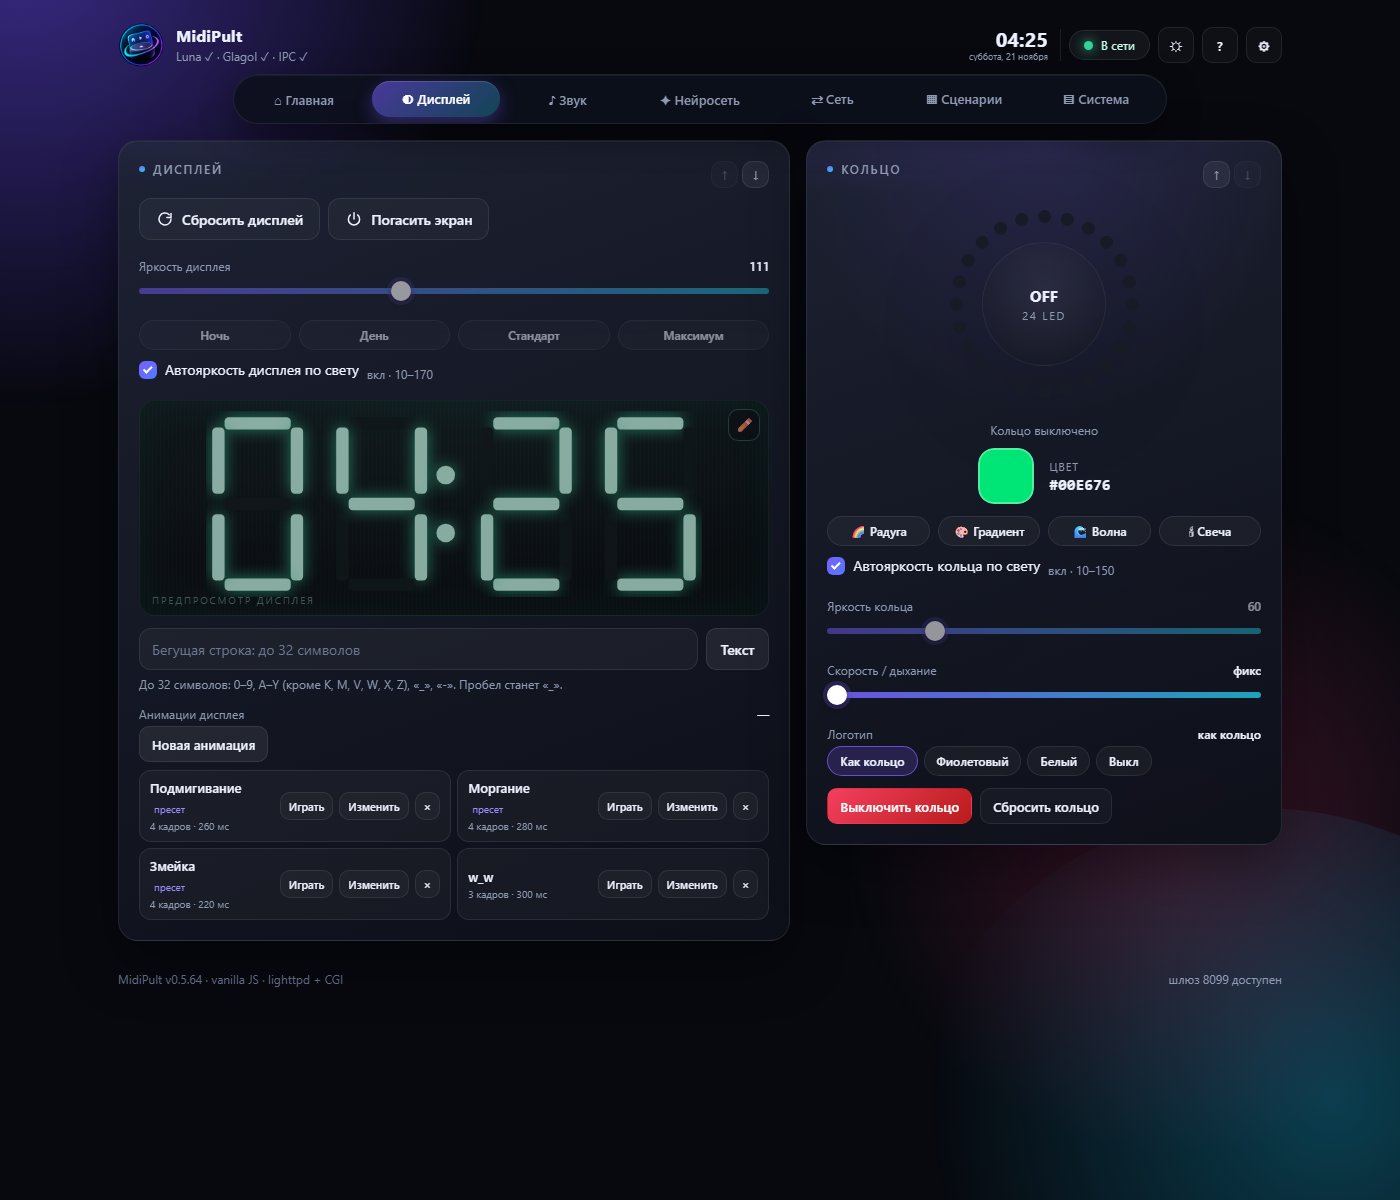 MidiPult
Luna ✓ · Glagol ✓ · IPC ✓
04:25
суббота, 21 ноября
В сети
?
Главная
Дисплей
Звук
Нейросеть
Сеть
Сценарии
Система
ДИСПЛЕЙ
↑ ↓
Сбросить дисплей
Погасить экран
Яркость дисплея 111
Ночь
День
Стандарт
Максимум
Автояркость дисплея по свету вкл · 10–170
04:25
ПРЕДПРОСМОТР ДИСПЛЕЯ
Бегущая строка: до 32 символов
Текст
До 32 символов: 0–9, A–Y (кроме K, M, V, W, X, Z), «_», «-». Пробел станет «_».
Анимации дисплея —
Новая анимация
Подмигивание
пресет
4 кадров · 260 мс
Играть Изменить ×
Моргание
пресет
4 кадров · 280 мс
Играть Изменить ×
Змейка
пресет
4 кадров · 220 мс
Играть Изменить ×
w_w
3 кадров · 300 мс
Играть Изменить ×
КОЛЬЦО
↑ ↓
OFF
24 LED
Кольцо выключено
ЦВЕТ
#00E676
Радуга
Градиент
Волна
Свеча
Автояркость кольца по свету вкл · 10–150
Яркость кольца 60
Скорость / дыхание фикс
Логотип как кольцо
Как кольцо
Фиолетовый
Белый
Выкл
Выключить кольцо
Сбросить кольцо
MidiPult v0.5.64 · vanilla JS · lighttpd + CGI
шлюз 8099 доступен